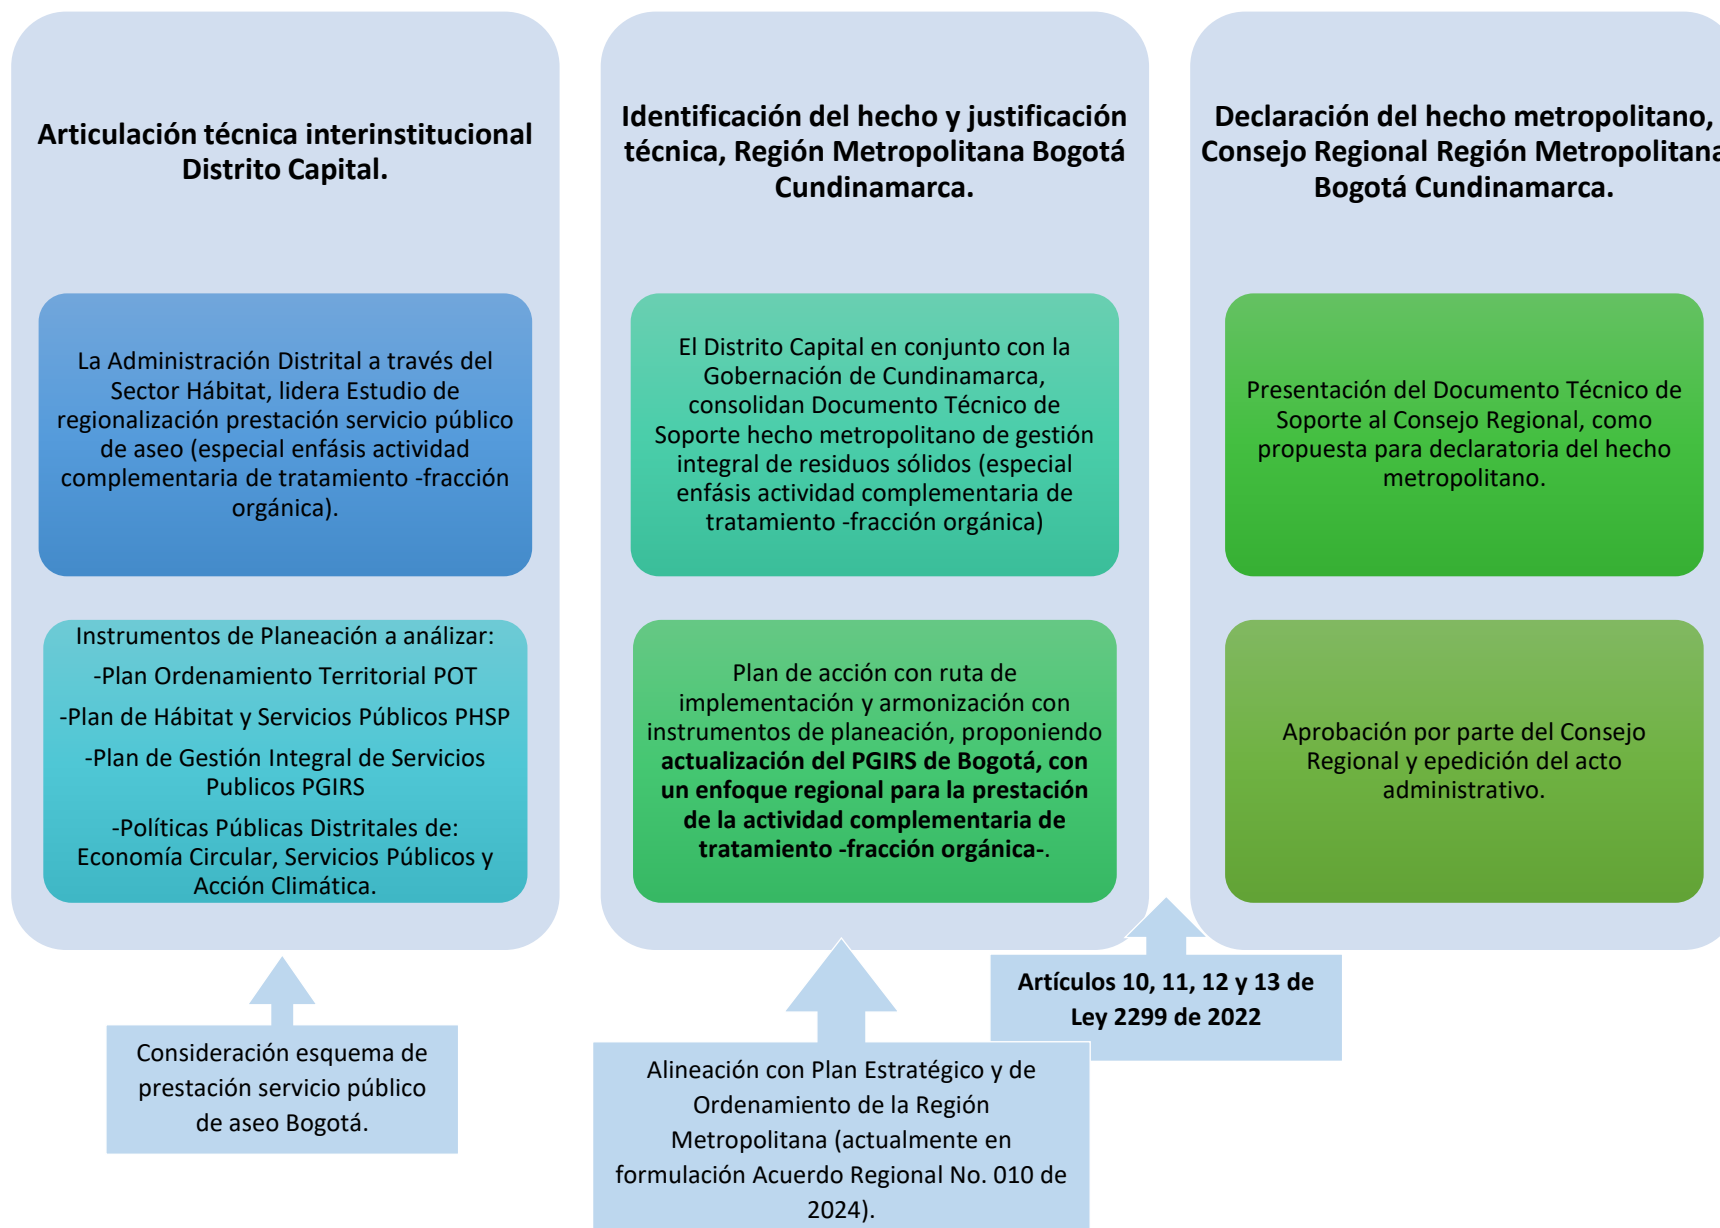 Articulación técnica interinstitucional
Distrito Capital.
La Administración Distrital a través del
Sector Hábitat, lidera Estudio de
regionalización prestación servicio público
de aseo (especial enfásis actividad
complementaria de tratamiento -fracción
orgánica).
Instrumentos de Planeación a análizar:
-Plan Ordenamiento Territorial POT
-Plan de Hábitat y Servicios Públicos PHSP
-Plan de Gestión Integral de Servicios
Publicos PGIRS
-Políticas Públicas Distritales de:
Economía Circular, Servicios Públicos y
Acción Climática.
Consideración esquema de
prestación servicio público
de aseo Bogotá.
Identificación del hecho y justificación
técnica, Región Metropolitana Bogotá
Cundinamarca.
El Distrito Capital en conjunto con la
Gobernación de Cundinamarca,
consolidan Documento Técnico de
Soporte hecho metropolitano de gestión
integral de residuos sólidos (especial
enfásis actividad complementaria de
tratamiento -fracción orgánica)
Plan de acción con ruta de
implementación y armonización con
instrumentos de planeación, proponiendo
actualización del PGIRS de Bogotá, con
un enfoque regional para la prestación
de la actividad complementaria de
tratamiento -fracción orgánica-.
Alineación con Plan Estratégico y de
Ordenamiento de la Región
Metropolitana (actualmente en
formulación Acuerdo Regional No. 010 de
2024).
Declaración del hecho metropolitano,
Consejo Regional Región Metropolitana
Bogotá Cundinamarca.
Presentación del Documento Técnico de
Soporte al Consejo Regional, como
propuesta para declaratoria del hecho
metropolitano.
Aprobación por parte del Consejo
Regional y epedición del acto
administrativo.
Artículos 10, 11, 12 y 13 de
Ley 2299 de 2022